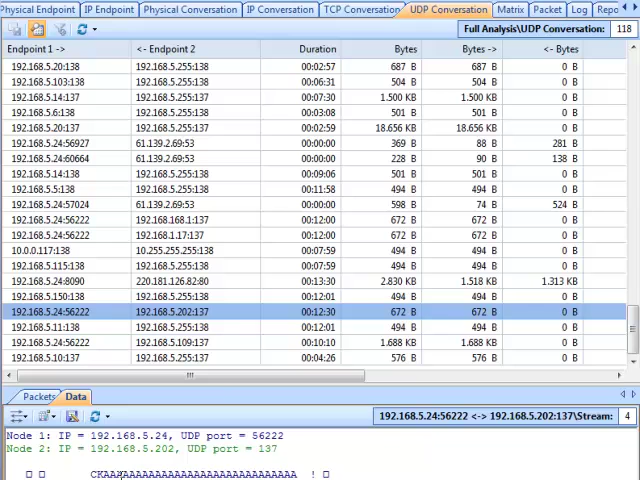 Physical Endpoint IP Endpoint Physical Conversation IP Conversation TCP Conversation UDP Conversation Matrix Packet Log Repo
Full Analysis\UDP Conversation: 118
Endpoint 1 -> <- Endpoint 2 Duration Bytes Bytes -> <- Bytes
192.168.5.20:138 192.168.5.255:138 00:02:57 687 B 687 B 0 B
192.168.5.103:138 192.168.5.255:138 00:06:31 504 B 504 B 0 B
192.168.5.14:137 192.168.5.255:137 00:07:30 1.500 KB 1.500 KB 0 B
192.168.5.6:138 192.168.5.255:138 00:03:08 501 B 501 B 0 B
192.168.5.20:137 192.168.5.255:137 00:02:59 18.656 KB 18.656 KB 0 B
192.168.5.24:56927 61.139.2.69:53 00:00:00 369 B 88 B 281 B
192.168.5.24:60664 61.139.2.69:53 00:00:00 228 B 90 B 138 B
192.168.5.14:138 192.168.5.255:138 00:09:06 501 B 501 B 0 B
192.168.5.5:138 192.168.5.255:138 00:11:58 494 B 494 B 0 B
192.168.5.24:57024 61.139.2.69:53 00:00:00 598 B 74 B 524 B
192.168.5.24:56222 192.168.168.1:137 00:12:00 672 B 672 B 0 B
192.168.5.24:56222 192.168.1.17:137 00:12:00 672 B 672 B 0 B
10.0.0.117:138 10.255.255.255:138 00:07:59 494 B 494 B 0 B
192.168.5.115:138 192.168.5.255:138 00:07:59 494 B 494 B 0 B
192.168.5.24:8090 220.181.126.82:80 00:13:30 2.830 KB 1.518 KB 1.313 KB
192.168.5.150:138 192.168.5.255:138 00:12:01 494 B 494 B 0 B
192.168.5.24:56222 192.168.5.202:137 00:12:30 672 B 672 B 0 B
192.168.5.11:138 192.168.5.255:138 00:12:01 494 B 494 B 0 B
192.168.5.24:56222 192.168.5.109:137 00:10:10 1.688 KB 1.688 KB 0 B
192.168.5.10:137 192.168.5.255:137 00:04:26 576 B 576 B 0 B
Packets Data
192.168.5.24:56222 <-> 192.168.5.202:137\Stream: 4
Node 1: IP = 192.168.5.24, UDP port = 56222
Node 2: IP = 192.168.5.202, UDP port = 137